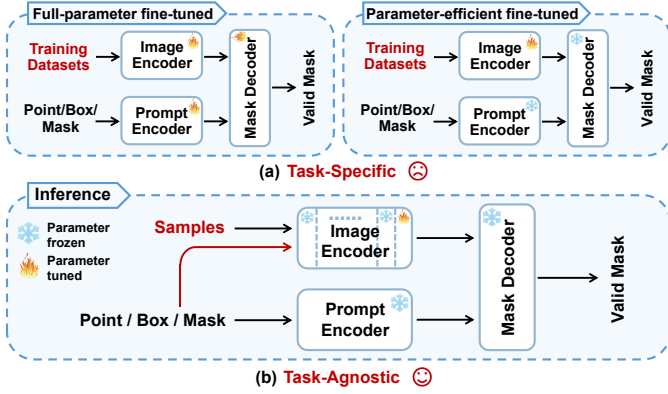 Full-parameter fine-tuned
Training
Datasets
Image
Encoder
Point/Box/
Mask
Prompt
Encoder
Mask Decoder
Valid Mask
Parameter-efficient fine-tuned
Training
Datasets
Image
Encoder
Point/Box/
Mask
Prompt
Encoder
Mask Decoder
Valid Mask
(a) Task-Specific
Inference
Parameter
frozen
Parameter
tuned
Samples
......
Image
Encoder
Point / Box / Mask
Prompt
Encoder
Mask Decoder
Valid Mask
(b) Task-Agnostic